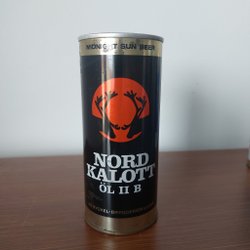 MIDNIGHT SUN BEER
NORD
KALOTT
ÖL II B